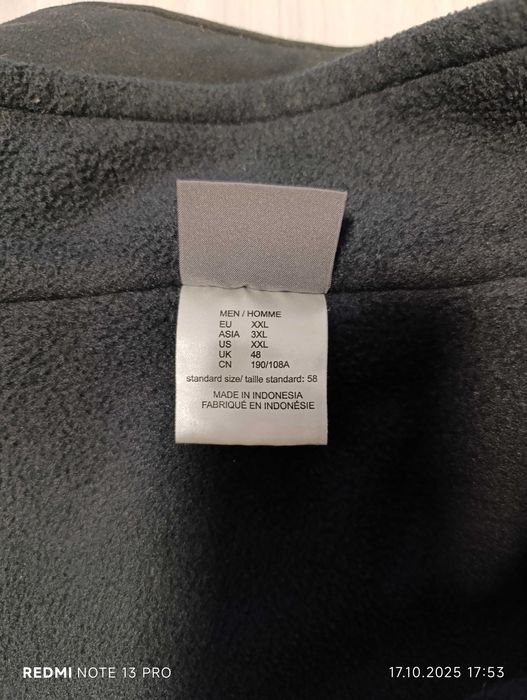 MEN / HOMME
EU XXL
ASIA 3XL
US XXL
UK 48
CN 190/108A
standard size/ taille standard: 58
MADE IN INDONESIA
FABRIQUÉ EN INDONÉSIE
REDMI NOTE 13 PRO 17.10.2025 17:53